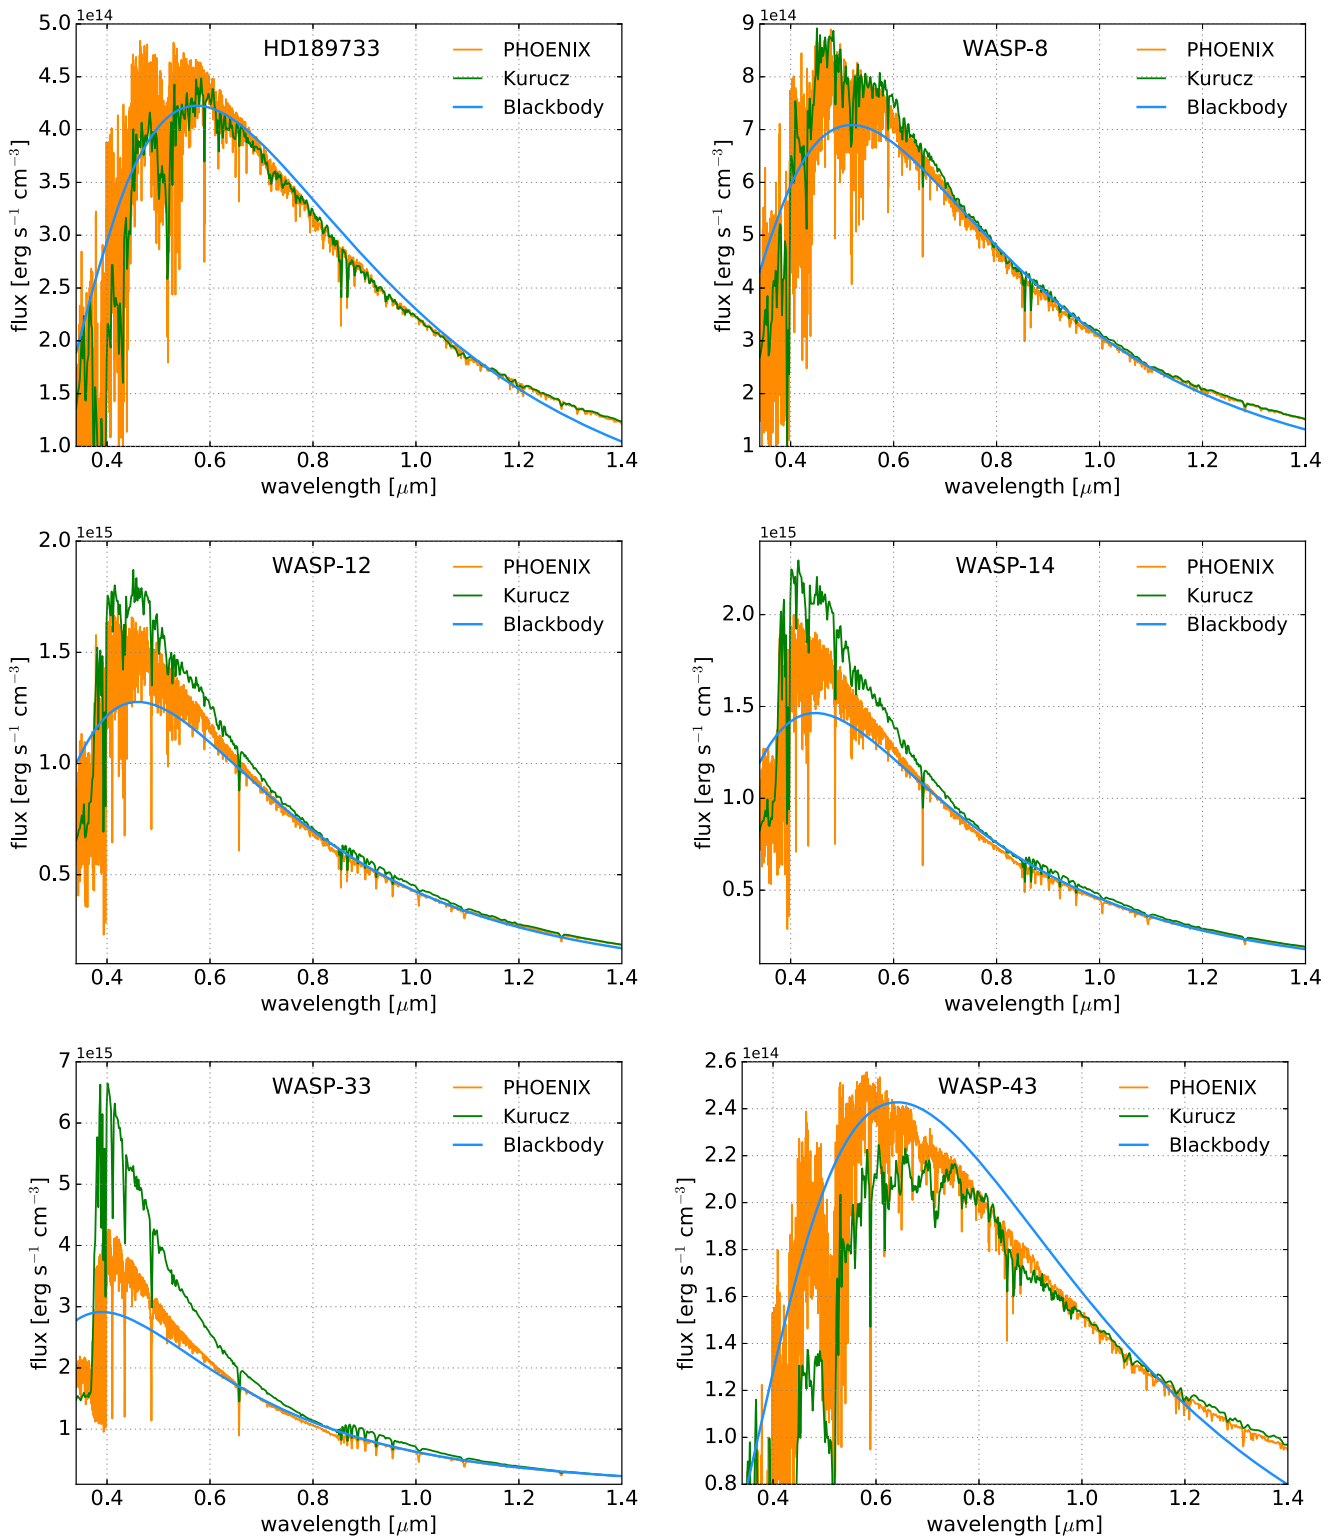 1e14
HD189733
PHOENIX
Kurucz
Blackbody
5.0
4.5
4.0
3.5
3.0
2.5
2.0
1.5
1.0
flux [erg s⁻¹ cm⁻³]
0.4 0.6 0.8 1.0 1.2 1.4
wavelength [μm]
1e14
WASP-8
PHOENIX
Kurucz
Blackbody
9
8
7
6
5
4
3
2
1
flux [erg s⁻¹ cm⁻³]
0.4 0.6 0.8 1.0 1.2 1.4
wavelength [μm]
1e15
WASP-12
PHOENIX
Kurucz
Blackbody
2.0
1.5
1.0
0.5
flux [erg s⁻¹ cm⁻³]
0.4 0.6 0.8 1.0 1.2 1.4
wavelength [μm]
1e15
WASP-14
PHOENIX
Kurucz
Blackbody
2.0
1.5
1.0
0.5
flux [erg s⁻¹ cm⁻³]
0.4 0.6 0.8 1.0 1.2 1.4
wavelength [μm]
1e15
WASP-33
PHOENIX
Kurucz
Blackbody
7
6
5
4
3
2
1
flux [erg s⁻¹ cm⁻³]
0.4 0.6 0.8 1.0 1.2 1.4
wavelength [μm]
1e14
WASP-43
PHOENIX
Kurucz
Blackbody
2.6
2.4
2.2
2.0
1.8
1.6
1.4
1.2
1.0
0.8
flux [erg s⁻¹ cm⁻³]
0.4 0.6 0.8 1.0 1.2 1.4
wavelength [μm]